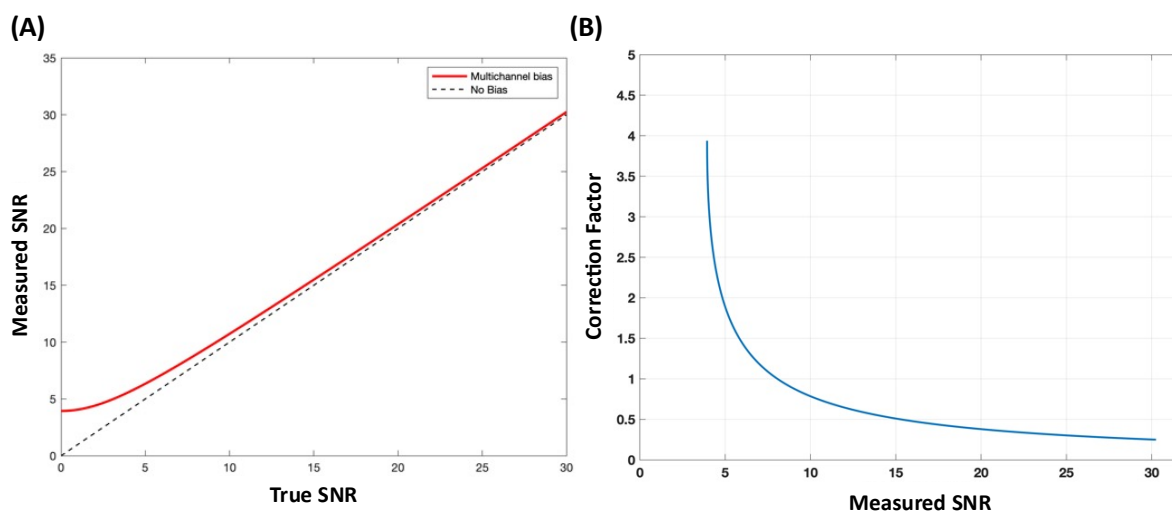 (A)
35
30
25
20
15
10
5
0
Measured SNR
Multichannel bias
No Bias
0 5 10 15 20 25 30
True SNR
(B)
5
4.5
4
3.5
3
2.5
2
1.5
1
0.5
0
Correction Factor
0 5 10 15 20 25 30
Measured SNR